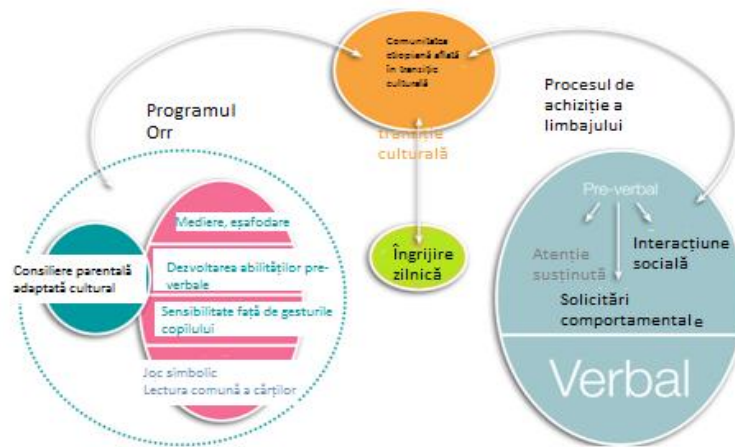 Comunitatea
etiopiană aflată
în tranziție
culturală
tranziție
culturală
Programul
Orr
Procesul de
achiziție a
limbajului
Mediere, eșafodare
Consiliere parentală
adaptată cultural
Dezvoltarea abilităților pre-
verbale
Sensibilitate față de gesturile
copilului
Joc simbolic
Lectura comună a cărților
Îngrijire
zilnică
Pre-verbal
Atenție
susținută
Interacțiune
socială
Solicitări
comportamentale
Verbal